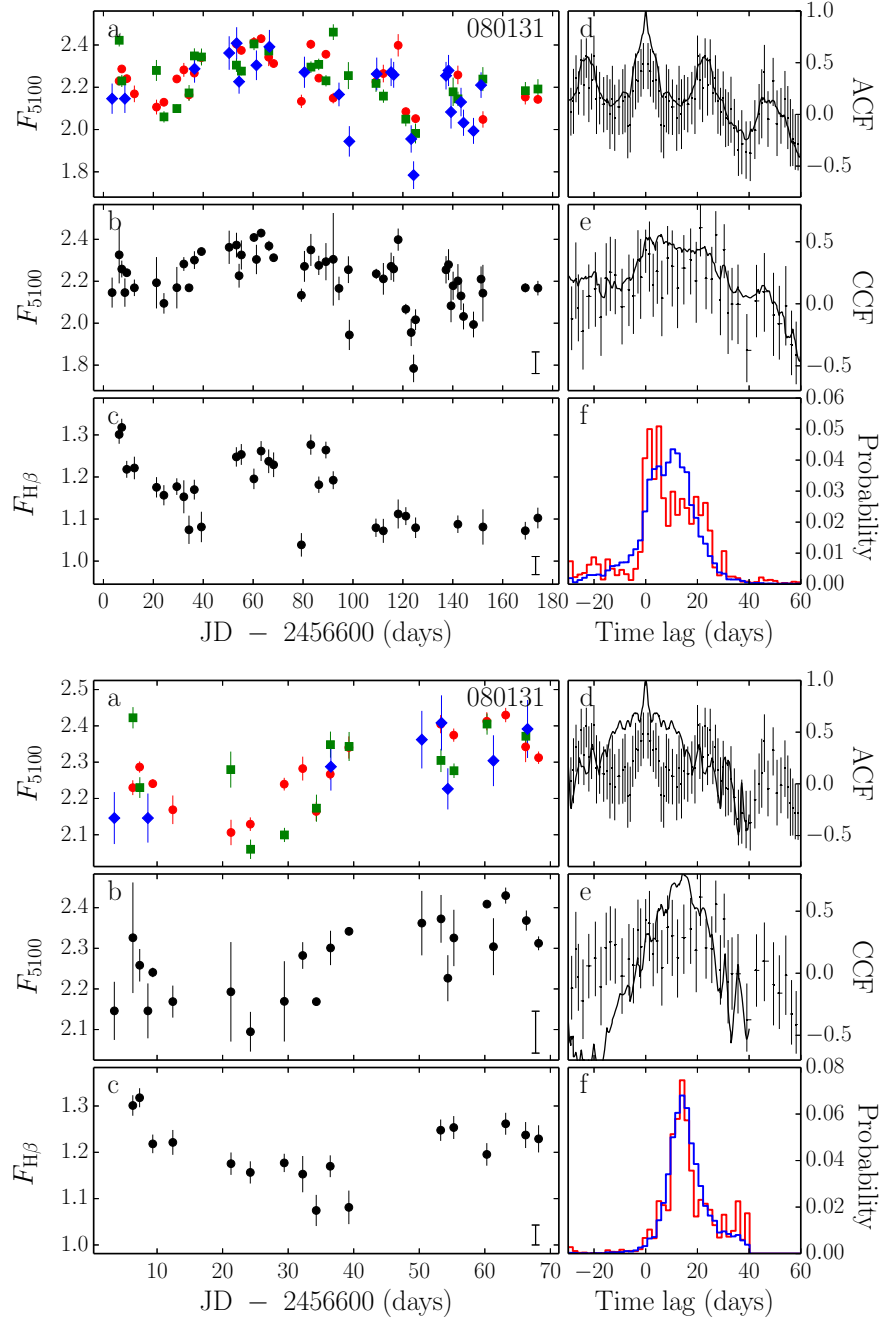 a 080131 d
2.4 2.2 2.0 1.8
F5100
1.0 0.5 0.0 −0.5
ACF
b e
2.4 2.2 2.0 1.8
F5100
0.5 0.0 −0.5
CCF
c f
1.3 1.2 1.1 1.0
FHβ
0.06 0.05 0.04 0.03 0.02 0.01 0.00
Probability
0 20 40 60 80 100 120 140 160 180
−20 0 20 40 60
JD − 2456600 (days)
Time lag (days)
a 080131 d
2.5 2.4 2.3 2.2 2.1
F5100
1.0 0.5 0.0 −0.5
ACF
b e
2.4 2.3 2.2 2.1
F5100
0.5 0.0 −0.5
CCF
c f
1.3 1.2 1.1 1.0
FHβ
0.08 0.06 0.04 0.02 0.00
Probability
10 20 30 40 50 60 70
−20 0 20 40 60
JD − 2456600 (days)
Time lag (days)